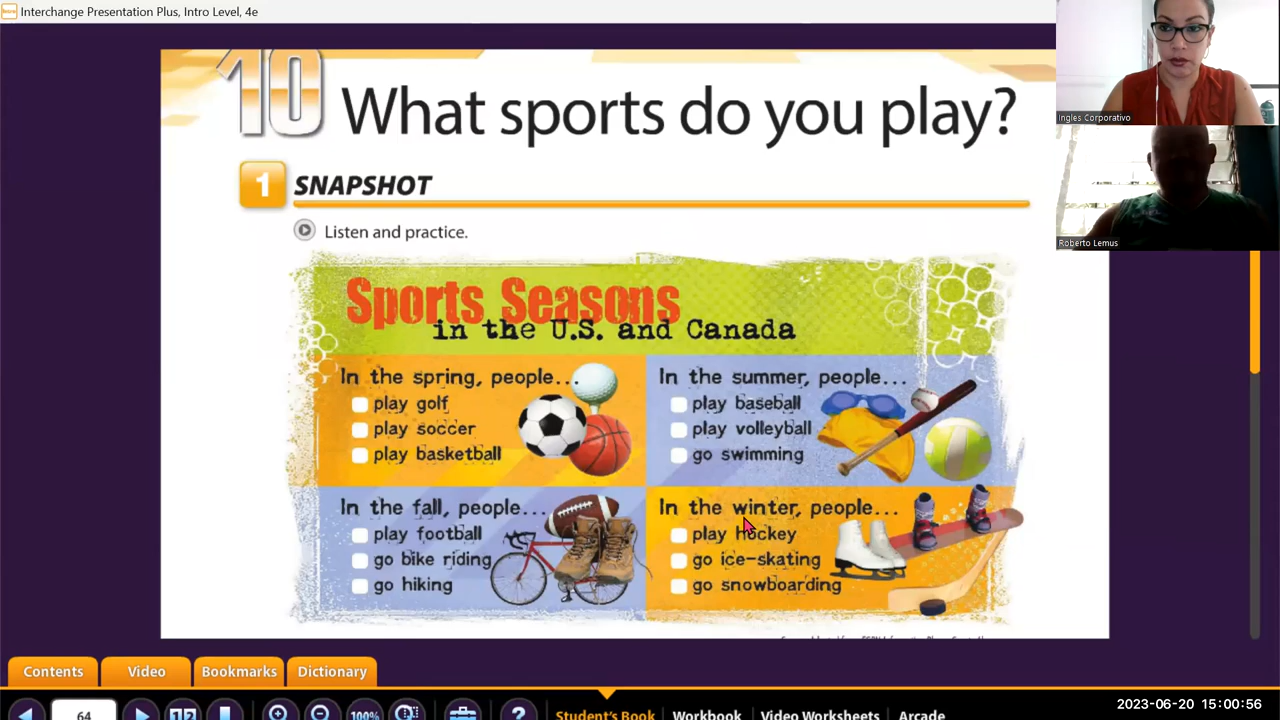 Interchange Presentation Plus, Intro Level, 4e
Ingles Corporativo
Roberto Lemus
10 What sports do you play?
1 SNAPSHOT
Listen and practice.
Sports Seasons
in the U.S. and Canada
In the spring, people...
play golf
play soccer
play basketball
In the summer, people...
play baseball
play volleyball
go swimming
In the fall, people...
play football
go bike riding
go hiking
In the winter, people...
play hockey
go ice-skating
go snowboarding
Contents Video Bookmarks Dictionary
64 1 2 100% ? Student's Book Workbook Video Worksheets Arcade
2023-06-20 15:00:56